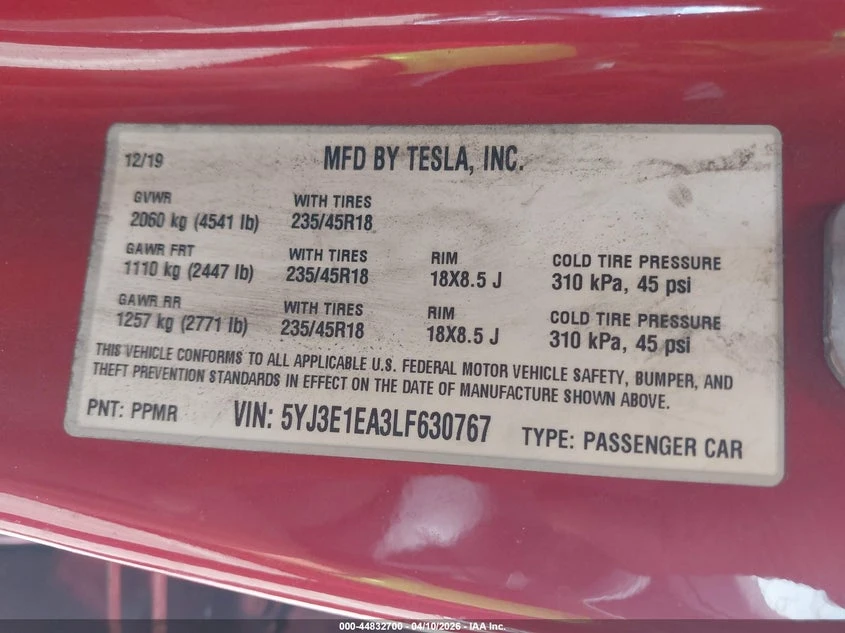 12/19 MFD BY TESLA, INC.
GVWR WITH TIRES
2060 kg (4541 lb) 235/45R18
GAWR FRT WITH TIRES RIM COLD TIRE PRESSURE
1110 kg (2447 lb) 235/45R18 18X8.5 J 310 kPa, 45 psi
GAWR RR WITH TIRES RIM COLD TIRE PRESSURE
1257 kg (2771 lb) 235/45R18 18X8.5 J 310 kPa, 45 psi
THIS VEHICLE CONFORMS TO ALL APPLICABLE U.S. FEDERAL MOTOR VEHICLE SAFETY, BUMPER, AND
THEFT PREVENTION STANDARDS IN EFFECT ON THE DATE OF MANUFACTURE SHOWN ABOVE.
PNT: PPMR VIN: 5YJ3E1EA3LF630767 TYPE: PASSENGER CAR
000-44832700 - 04/10/2026 - IAA Inc.